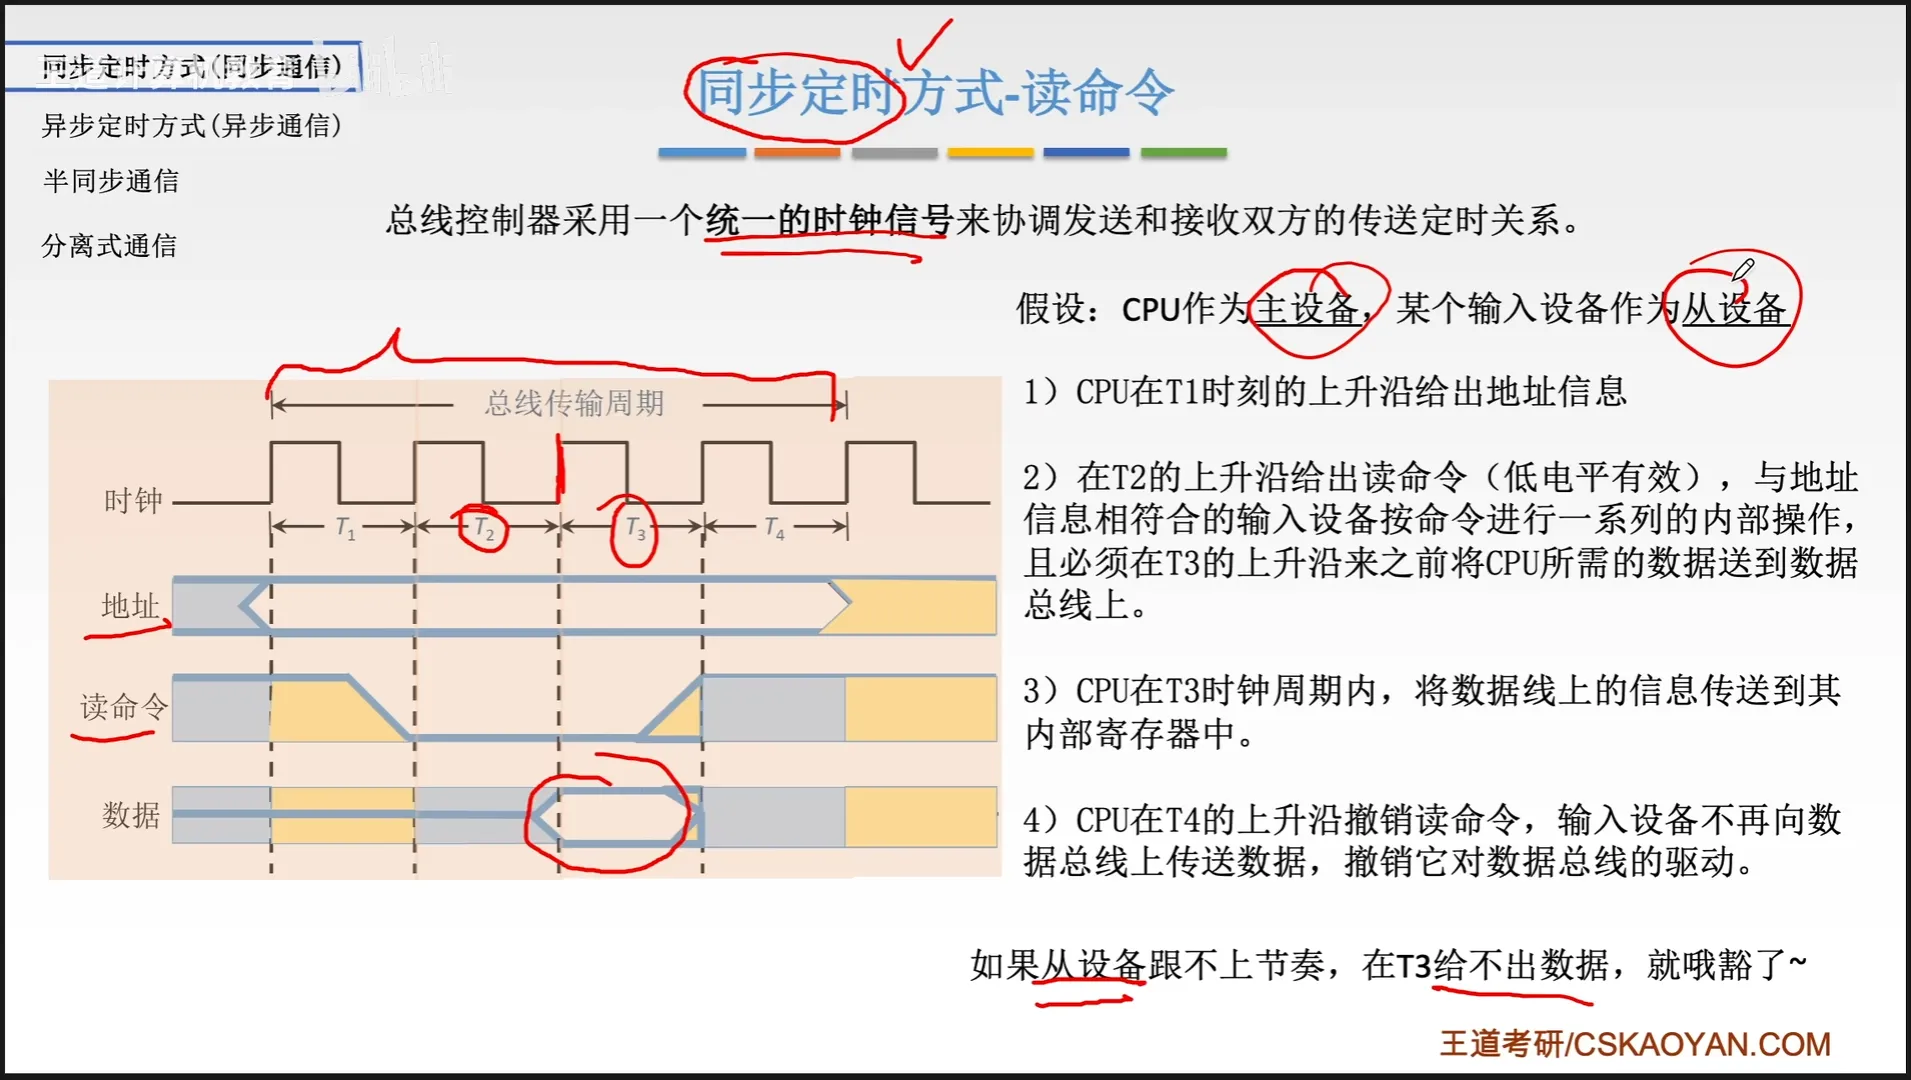 同步定时方式(同步通信)
异步定时方式(异步通信)
半同步通信
分离式通信
同步定时方式-读命令
总线控制器采用一个统一的时钟信号来协调发送和接收双方的传送定时关系。
假设：CPU作为主设备，某个输入设备作为从设备
总线传输周期
时钟
T1
T2
T3
T4
地址
读命令
数据
1）CPU在T1时刻的上升沿给出地址信息
2）在T2的上升沿给出读命令（低电平有效），与地址
信息相符合的输入设备按命令进行一系列的内部操作，
且必须在T3的上升沿来之前将CPU所需的数据送到数据
总线上。
3）CPU在T3时钟周期内，将数据线上的信息传送到其
内部寄存器中。
4）CPU在T4的上升沿撤销读命令，输入设备不再向数
据总线上传送数据，撤销它对数据总线的驱动。
如果从设备跟不上节奏，在T3给不出数据，就哦豁了~
王道考研/CSKAOYAN.COM